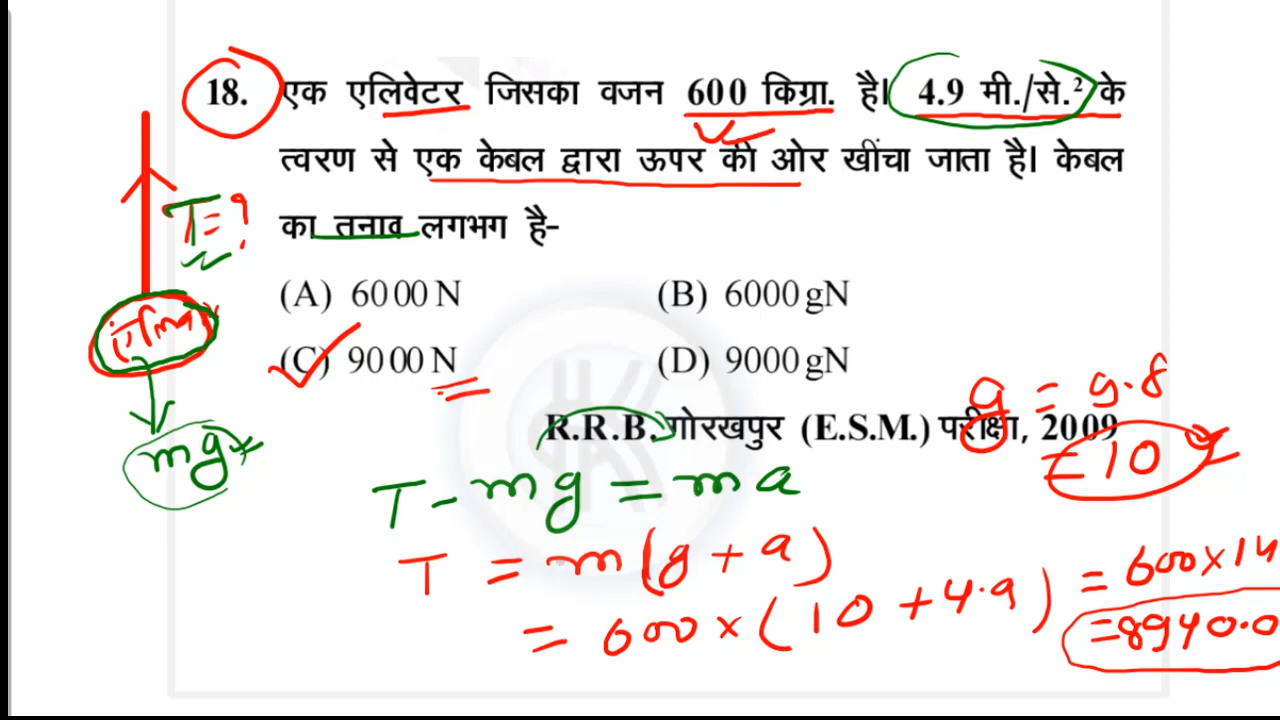 18. एक एलिवेटर जिसका वजन 600 किग्रा. है। 4.9 मी./से.² के
त्वरण से एक केबल द्वारा ऊपर की ओर खींचा जाता है। केबल
का तनाव लगभग है-
T=?
(A) 6000 N (B) 6000 gN
(C) 9000 N (D) 9000 gN
mg
R.R.B. गोरखपुर (E.S.M.) परीक्षा, 2009
g = 9.8
= 10
T - mg = ma
T = m(g + a)
= 600 × (10 + 4.9) = 600 × 14
= 8940.0